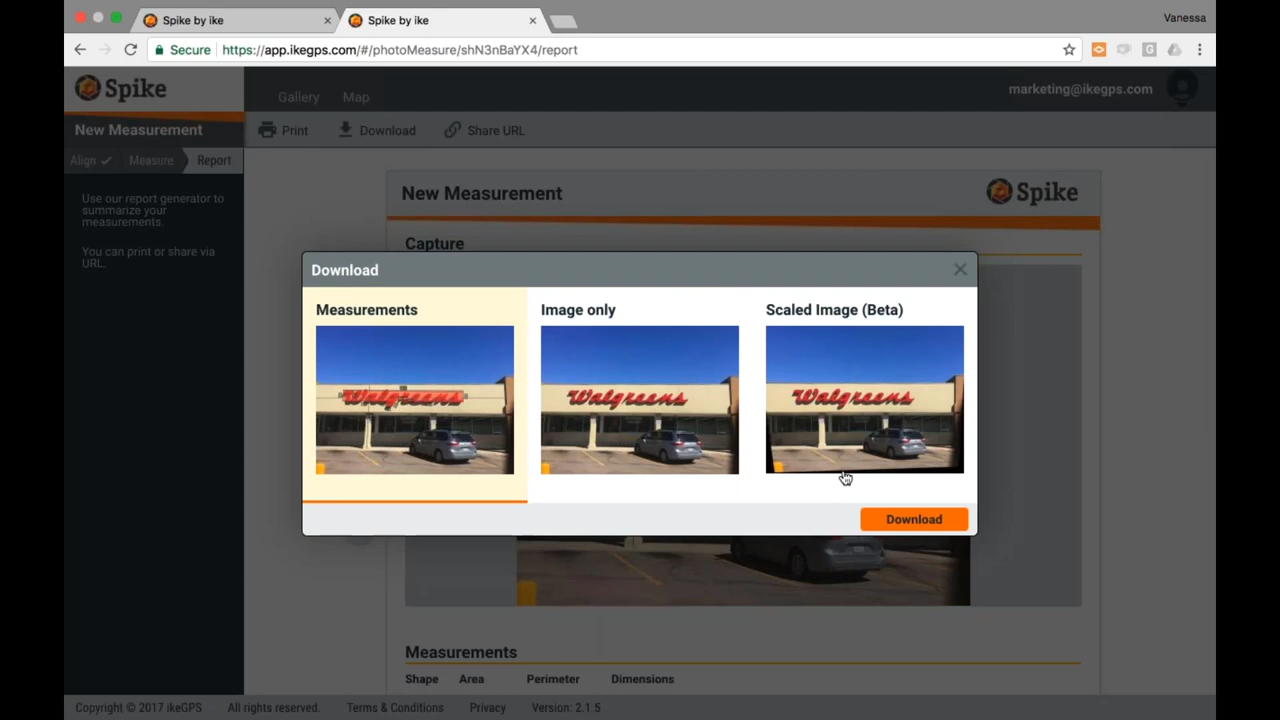 Spike by ike
Spike by ike
Vanessa
Secure https://app.ikegps.com/#/photoMeasure/shN3nBaYX4/report
G
Spike
Gallery
Map
marketing@ikegps.com
New Measurement
Print
Download
Share URL
Align
Measure
Report
Use our report generator to
summarize your
measurements.
You can print or share via
URL.
New Measurement
Spike
Capture
Download
Measurements
Image only
Scaled Image (Beta)
Walgreens
Walgreens
Walgreens
Download
Measurements
Shape
Area
Perimeter
Dimensions
Copyright © 2017 ikeGPS
All rights reserved.
Terms & Conditions
Privacy
Version: 2.1.5